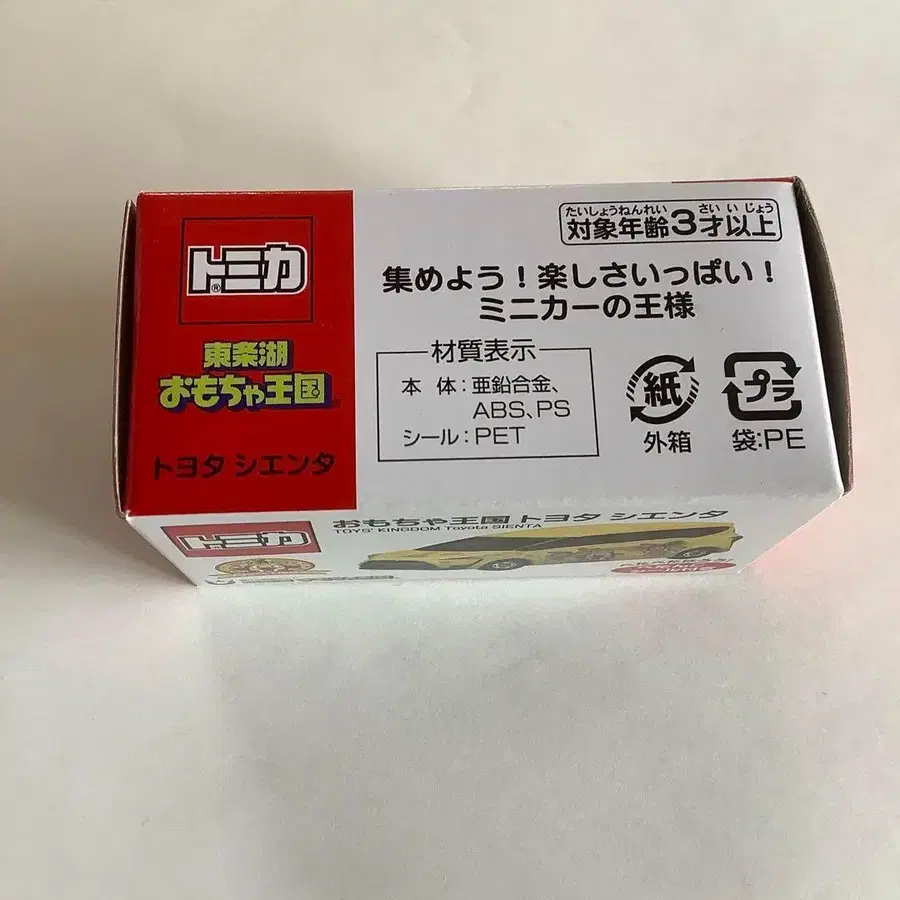 トミカ®
東条湖
おもちゃ王国
トヨタ シエンタ
たいしょうねんれい さい い じょう
対象年齢3才以上
集めよう！楽しさいっぱい！
ミニカーの王様
材質表示
本 体：亜鉛合金、
ABS、PS
シール：PET
紙
外箱
プラ
袋：PE
トミカ
おもちゃ王国 トヨタ シエンタ
TOYS' KINGDOM Toyota SIENTA